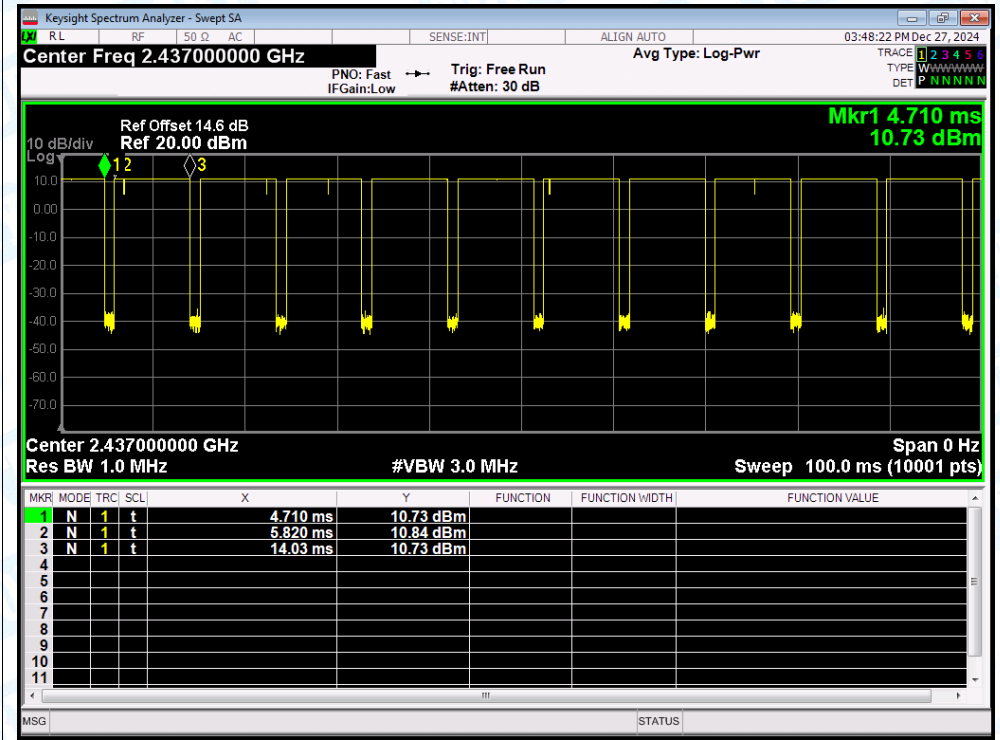 Keysight Spectrum Analyzer - Swept SA
LXI RL RF 50 Ω AC SENSE:INT ALIGN AUTO 03:48:22 PM Dec 27, 2024
Center Freq 2.437000000 GHz Avg Type: Log-Pwr TRACE 1 2 3 4 5 6
PNO: Fast Trig: Free Run TYPE WWWWWW
IFGain:Low #Atten: 30 dB DET P N N N N N
Mkr1 4.710 ms
Ref Offset 14.6 dB
10 dB/div Ref 20.00 dBm 10.73 dBm
Log
1 2 3
10.0
0.00
-10.0
-20.0
-30.0
-40.0
-50.0
-60.0
-70.0
Center 2.437000000 GHz Span 0 Hz
Res BW 1.0 MHz #VBW 3.0 MHz Sweep 100.0 ms (10001 pts)
MKR MODE TRC SCL X Y FUNCTION FUNCTION WIDTH FUNCTION VALUE
1 N 1 t 4.710 ms 10.73 dBm
2 N 1 t 5.820 ms 10.84 dBm
3 N 1 t 14.03 ms 10.73 dBm
4
5
6
7
8
9
10
11
MSG STATUS